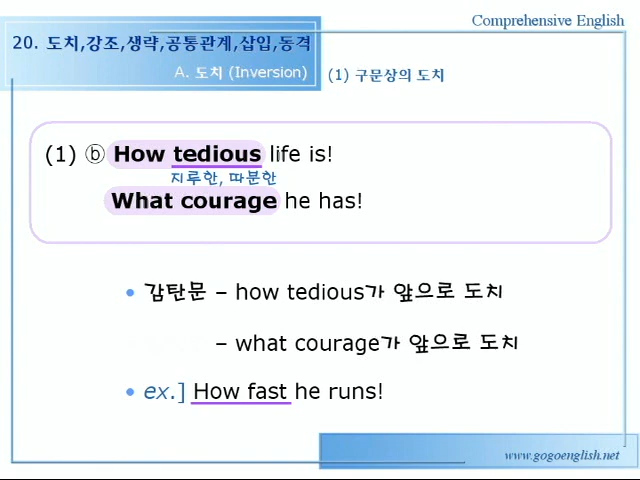 Comprehensive English
20. 도치,강조,생략,공통관계,삽입,동격
A. 도치 (Inversion)
(1) 구문상의 도치
(1) ⓑ How tedious life is!
지루한, 따분한
What courage he has!
• 감탄문 – how tedious가 앞으로 도치
– what courage가 앞으로 도치
• ex.] How fast he runs!
www.gogoenglish.net